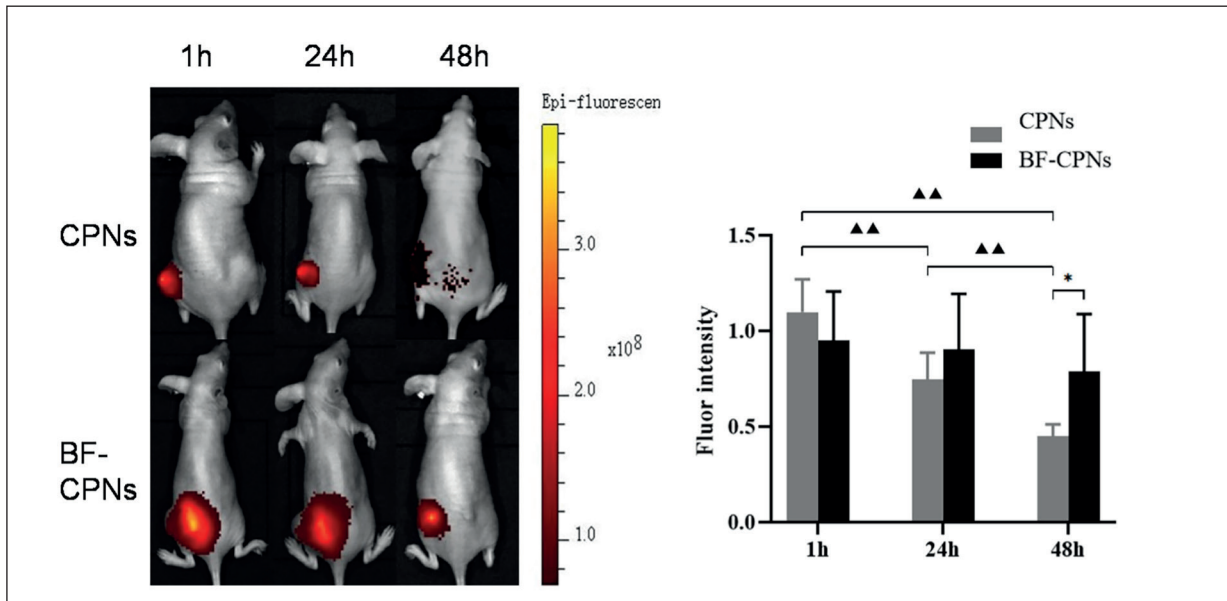 1h 24h 48h
CPNs
BF-
CPNs
Epi-fluorescen
3.0
x10⁸
2.0
1.0
CPNs
BF-CPNs
▲▲
▲▲ ▲▲
*
Fluor intensity
1.5
1.0
0.5
0.0
1h 24h 48h